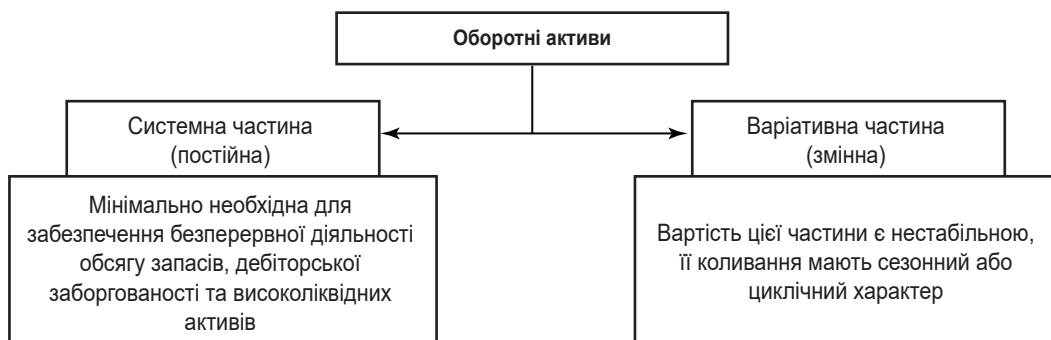 Оборотні активи
Системна частина
(постійна)
Мінімально необхідна для
забезпечення безперервної діяльності
обсягу запасів, дебіторської
заборгованості та високоліквідних
активів
Варіативна частина
(змінна)
Вартість цієї частини є нестабільною,
її коливання мають сезонний або
циклічний характер